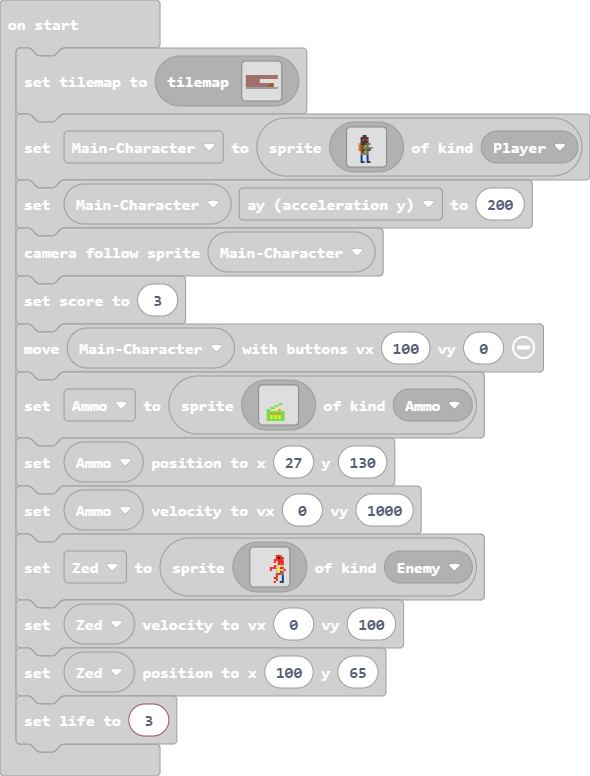 on start
set tilemap to tilemap
set Main-Character to sprite of kind Player
set Main-Character ay (acceleration y) to 200
camera follow sprite Main-Character
set score to 3
move Main-Character with buttons vx 100 vy 0
set Ammo to sprite of kind Ammo
set Ammo position to x 27 y 130
set Ammo velocity to vx 0 vy 1000
set Zed to sprite of kind Enemy
set Zed velocity to vx 0 vy 100
set Zed position to x 100 y 65
set life to 3